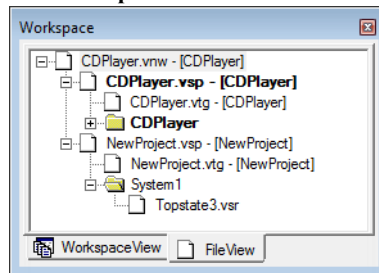 Workspace
CDPlayer.vnw - [CDPlayer]
CDPlayer.vsp - [CDPlayer]
CDPlayer.vtg - [CDPlayer]
CDPlayer
NewProject.vsp - [NewProject]
NewProject.vtg - [NewProject]
System1
Topstate3.vsr
WorkspaceView FileView